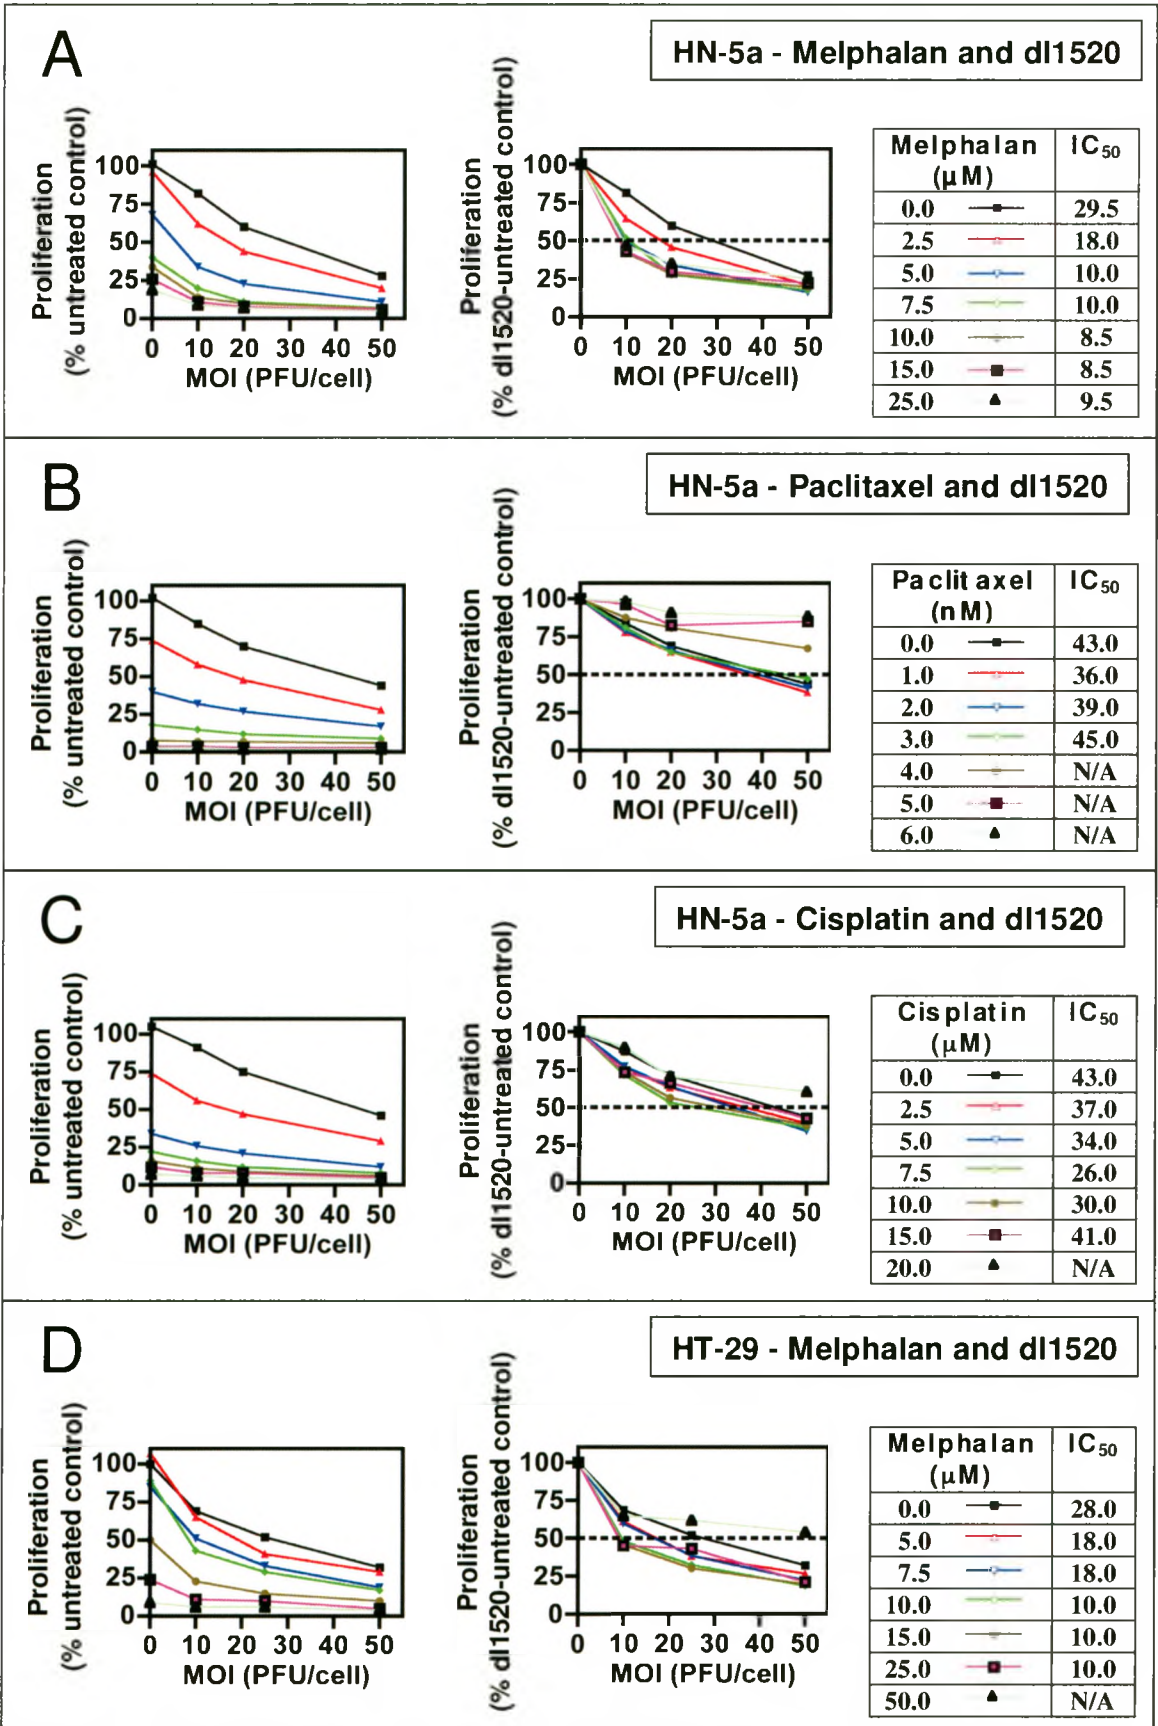 A
HN-5a - Melphalan and dl1520
Proliferation
(% untreated control)
100
75
50
25
0
0 10 20 30 40 50
MOI (PFU/cell)
Proliferation
(% dl1520-untreated control)
100
75
50
25
0
0 10 20 30 40 50
MOI (PFU/cell)
Melphalan (µM) IC50
0.0 29.5
2.5 18.0
5.0 10.0
7.5 10.0
10.0 8.5
15.0 8.5
25.0 9.5
B
HN-5a - Paclitaxel and dl1520
Proliferation
(% untreated control)
100
75
50
25
0
0 10 20 30 40 50
MOI (PFU/cell)
Proliferation
(% dl1520-untreated control)
100
75
50
25
0
0 10 20 30 40 50
MOI (PFU/cell)
Paclitaxel (nM) IC50
0.0 43.0
1.0 36.0
2.0 39.0
3.0 45.0
4.0 N/A
5.0 N/A
6.0 N/A
C
HN-5a - Cisplatin and dl1520
Proliferation
(% untreated control)
100
75
50
25
0
0 10 20 30 40 50
MOI (PFU/cell)
Proliferation
(% dl1520-untreated control)
100
75
50
25
0
0 10 20 30 40 50
MOI (PFU/cell)
Cisplatin (µM) IC50
0.0 43.0
2.5 37.0
5.0 34.0
7.5 26.0
10.0 30.0
15.0 41.0
20.0 N/A
D
HT-29 - Melphalan and dl1520
Proliferation
(% untreated control)
100
75
50
25
0
0 10 20 30 40 50
MOI (PFU/cell)
Proliferation
(% dl1520-untreated control)
100
75
50
25
0
0 10 20 30 40 50
MOI (PFU/cell)
Melphalan (µM) IC50
0.0 28.0
5.0 18.0
7.5 18.0
10.0 10.0
15.0 10.0
25.0 10.0
50.0 N/A